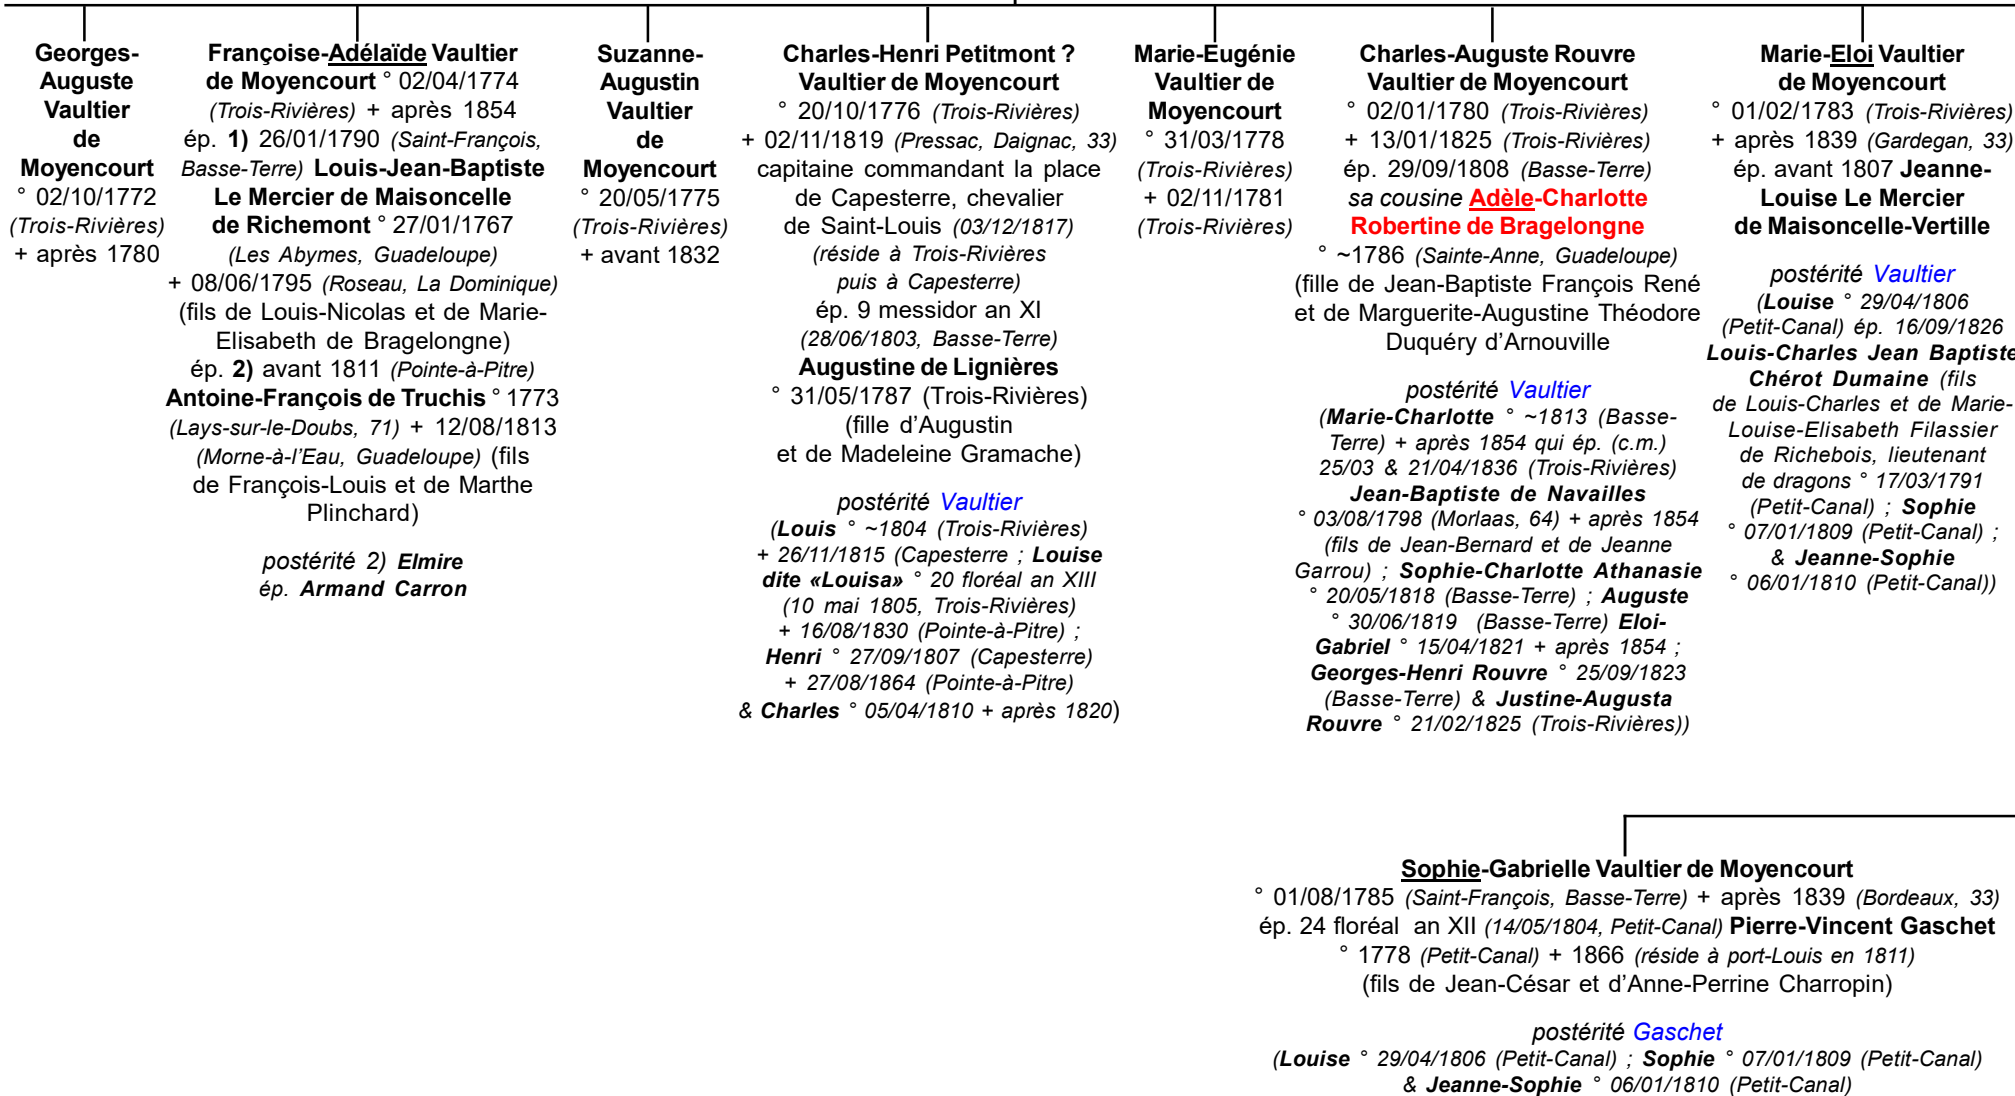 Georges-
Auguste
Vaultier
de
Moyencourt
° 02/10/1772
(Trois-Rivières)
+ après 1780
Françoise-Adélaïde Vaultier
de Moyencourt ° 02/04/1774
(Trois-Rivières) + après 1854
ép. 1) 26/01/1790 (Saint-François,
Basse-Terre) Louis-Jean-Baptiste
Le Mercier de Maisoncelle
de Richemont ° 27/01/1767
(Les Abymes, Guadeloupe)
+ 08/06/1795 (Roseau, La Dominique)
(fils de Louis-Nicolas et de Marie-
Elisabeth de Bragelongne)
ép. 2) avant 1811 (Pointe-à-Pitre)
Antoine-François de Truchis ° 1773
(Lays-sur-le-Doubs, 71) + 12/08/1813
(Morne-à-l'Eau, Guadeloupe) (fils
de François-Louis et de Marthe
Plinchard)
postérité 2) Elmire
ép. Armand Carron
Suzanne-
Augustin
Vaultier
de
Moyencourt
° 20/05/1775
(Trois-Rivières)
+ avant 1832
Charles-Henri Petitmont ?
Vaultier de Moyencourt
° 20/10/1776 (Trois-Rivières)
+ 02/11/1819 (Pressac, Daignac, 33)
capitaine commandant la place
de Capesterre, chevalier
de Saint-Louis (03/12/1817)
(réside à Trois-Rivières
puis à Capesterre)
ép. 9 messidor an XI
(28/06/1803, Basse-Terre)
Augustine de Lignières
° 31/05/1787 (Trois-Rivières)
(fille d'Augustin
et de Madeleine Gramache)
postérité Vaultier
(Louis ° ~1804 (Trois-Rivières)
+ 26/11/1815 (Capesterre ; Louise
dite «Louisa» ° 20 floréal an XIII
(10 mai 1805, Trois-Rivières)
+ 16/08/1830 (Pointe-à-Pitre) ;
Henri ° 27/09/1807 (Capesterre)
+ 27/08/1864 (Pointe-à-Pitre)
& Charles ° 05/04/1810 + après 1820)
Marie-Eugénie
Vaultier de
Moyencourt
° 31/03/1778
(Trois-Rivières)
+ 02/11/1781
(Trois-Rivières)
Charles-Auguste Rouvre
Vaultier de Moyencourt
° 02/01/1780 (Trois-Rivières)
+ 13/01/1825 (Trois-Rivières)
ép. 29/09/1808 (Basse-Terre)
sa cousine Adèle-Charlotte
Robertine de Bragelongne
° ~1786 (Sainte-Anne, Guadeloupe)
(fille de Jean-Baptiste François René
et de Marguerite-Augustine Théodore
Duquéry d'Arnouville
postérité Vaultier
(Marie-Charlotte ° ~1813 (Basse-
Terre) + après 1854 qui ép. (c.m.)
25/03 & 21/04/1836 (Trois-Rivières)
Jean-Baptiste de Navailles
° 03/08/1798 (Morlaas, 64) + après 1854
(fils de Jean-Bernard et de Jeanne
Garrou) ; Sophie-Charlotte Athanasie
° 20/05/1818 (Basse-Terre) ; Auguste
° 30/06/1819 (Basse-Terre) Eloi-
Gabriel ° 15/04/1821 + après 1854 ;
Georges-Henri Rouvre ° 25/09/1823
(Basse-Terre) & Justine-Augusta
Rouvre ° 21/02/1825 (Trois-Rivières))
Marie-Eloi Vaultier
de Moyencourt
° 01/02/1783 (Trois-Rivières)
+ après 1839 (Gardegan, 33)
ép. avant 1807 Jeanne-
Louise Le Mercier
de Maisoncelle-Vertille
postérité Vaultier
(Louise ° 29/04/1806
(Petit-Canal) ép. 16/09/1826
Louis-Charles Jean Baptiste
Chérot Dumaine (fils
de Louis-Charles et de Marie-
Louise-Elisabeth Filassier
de Richebois, lieutenant
de dragons ° 17/03/1791
(Petit-Canal) ; Sophie
° 07/01/1809 (Petit-Canal) ;
& Jeanne-Sophie
° 06/01/1810 (Petit-Canal))
Sophie-Gabrielle Vaultier de Moyencourt
° 01/08/1785 (Saint-François, Basse-Terre) + après 1839 (Bordeaux, 33)
ép. 24 floréal an XII (14/05/1804, Petit-Canal) Pierre-Vincent Gaschet
° 1778 (Petit-Canal) + 1866 (réside à port-Louis en 1811)
(fils de Jean-César et d'Anne-Perrine Charropin)
postérité Gaschet
(Louise ° 29/04/1806 (Petit-Canal) ; Sophie ° 07/01/1809 (Petit-Canal)
& Jeanne-Sophie ° 06/01/1810 (Petit-Canal)